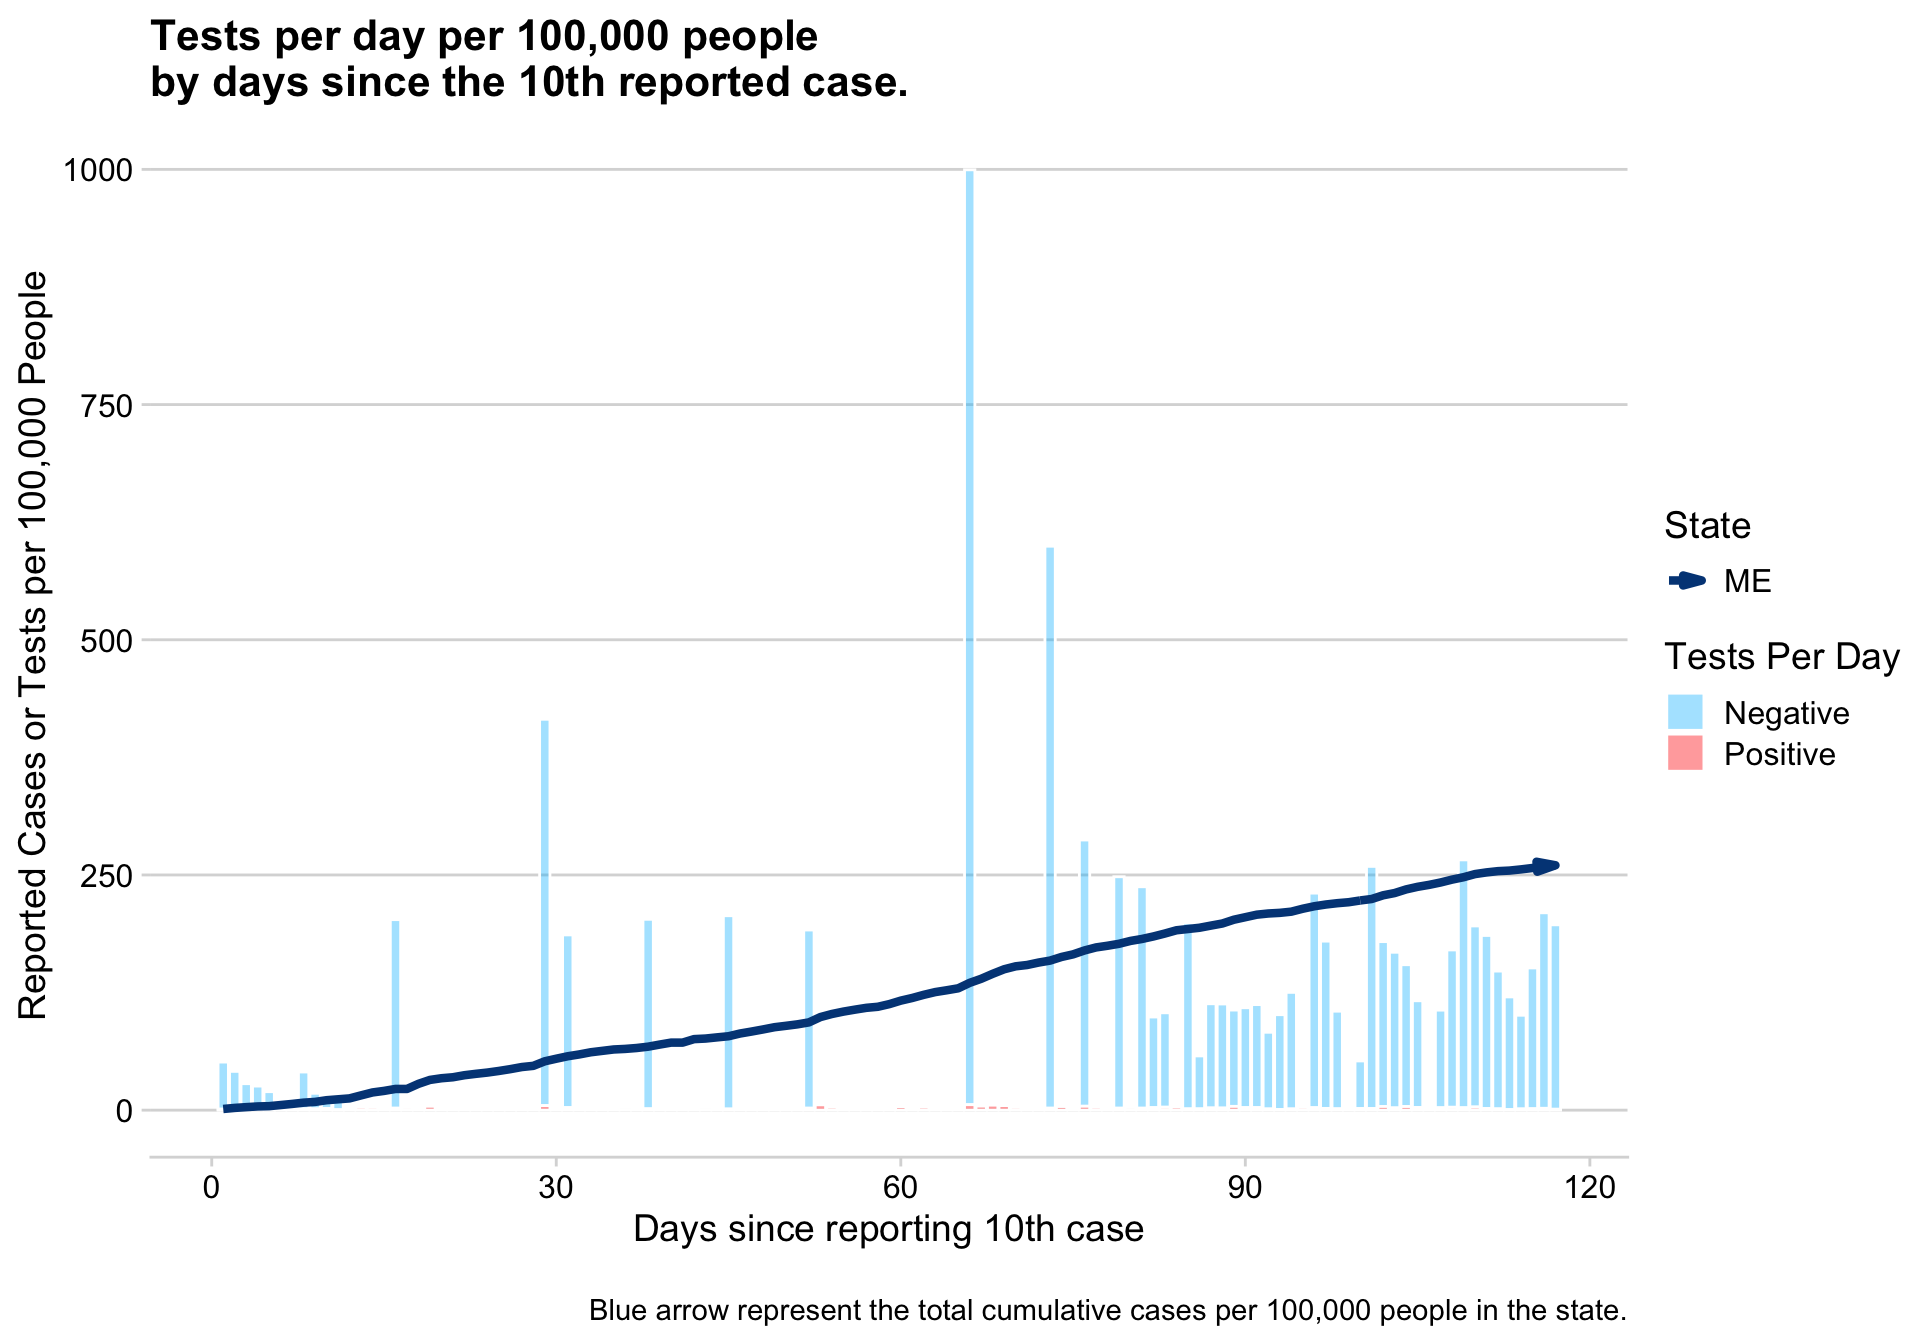 Tests per day per 100,000 people
by days since the 10th reported case.
Reported Cases or Tests per 100,000 People
1000
750
500
250
0
0 30 60 90 120
Days since reporting 10th case
State
ME
Tests Per Day
Negative
Positive
Blue arrow represent the total cumulative cases per 100,000 people in the state.